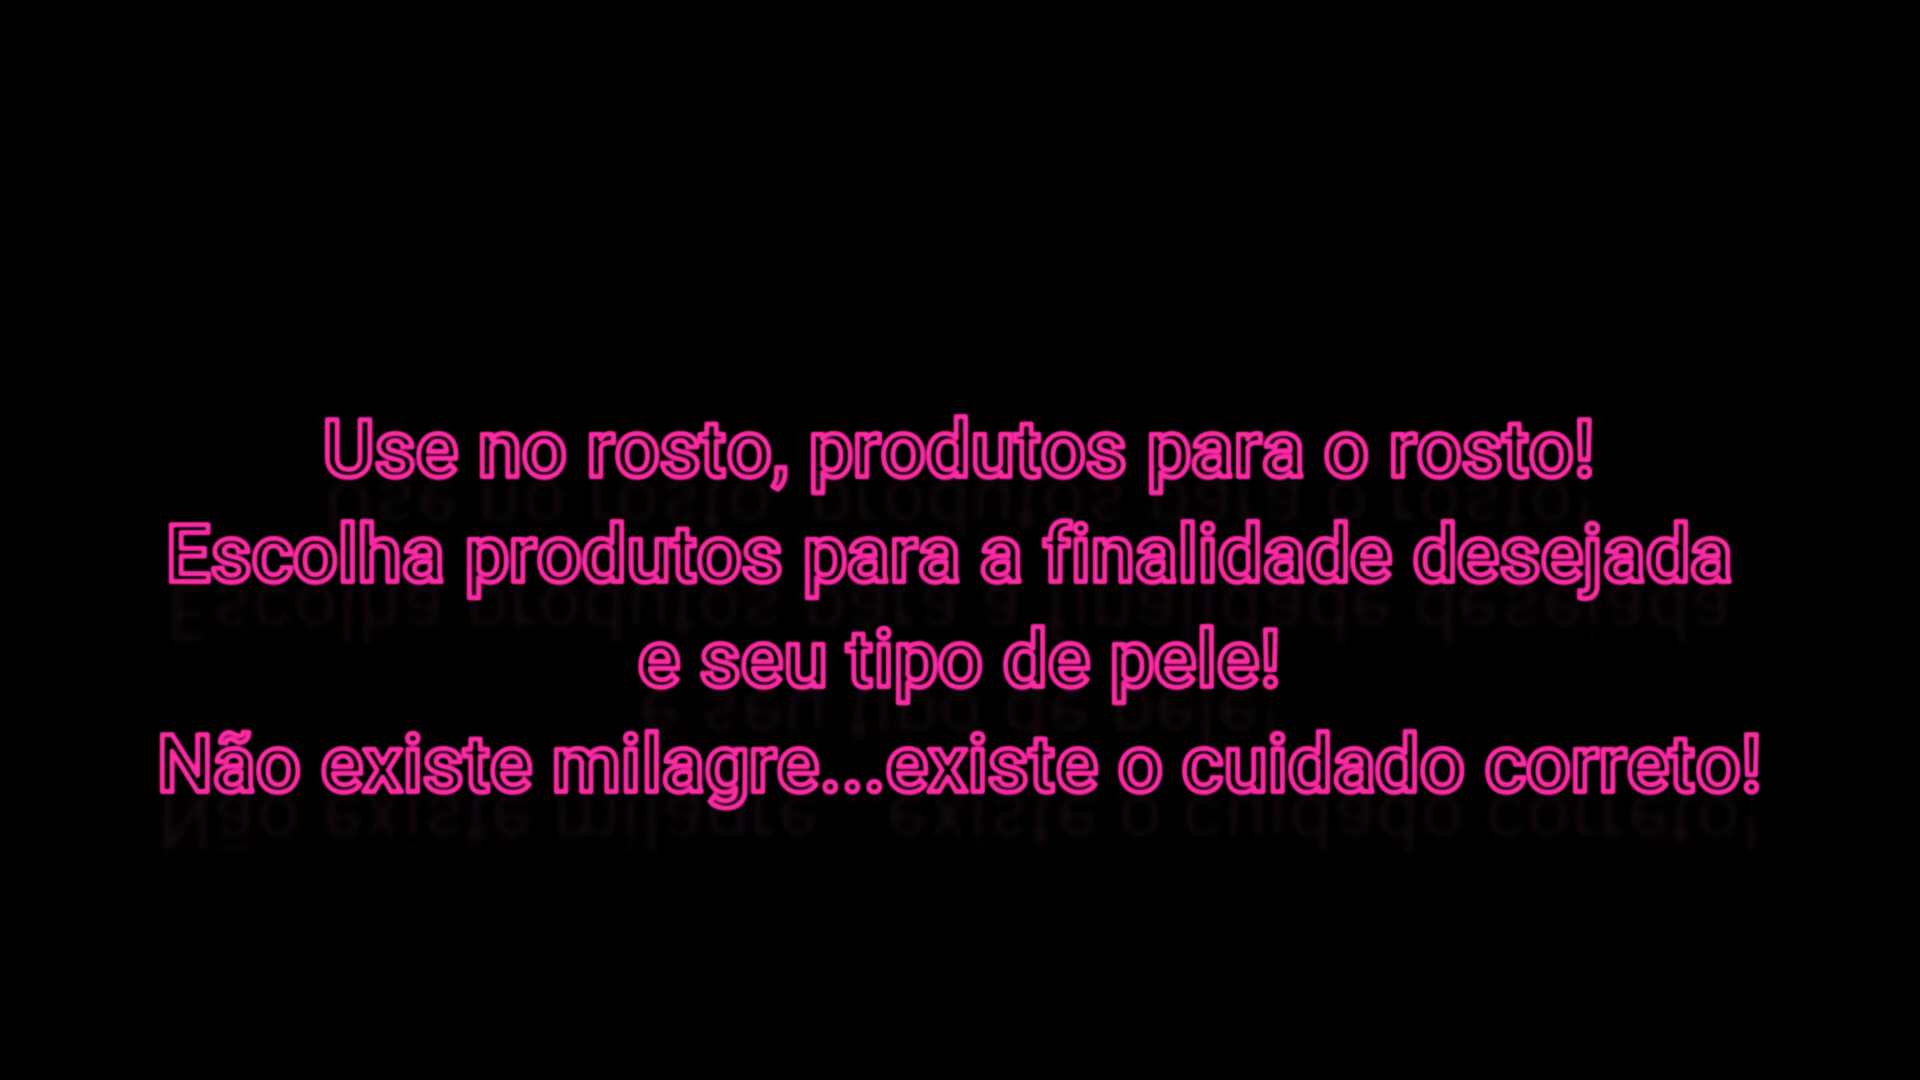 Use no rosto, produtos para o rosto!
Escolha produtos para a finalidade desejada
e seu tipo de pele!
Não existe milagre...existe o cuidado correto!